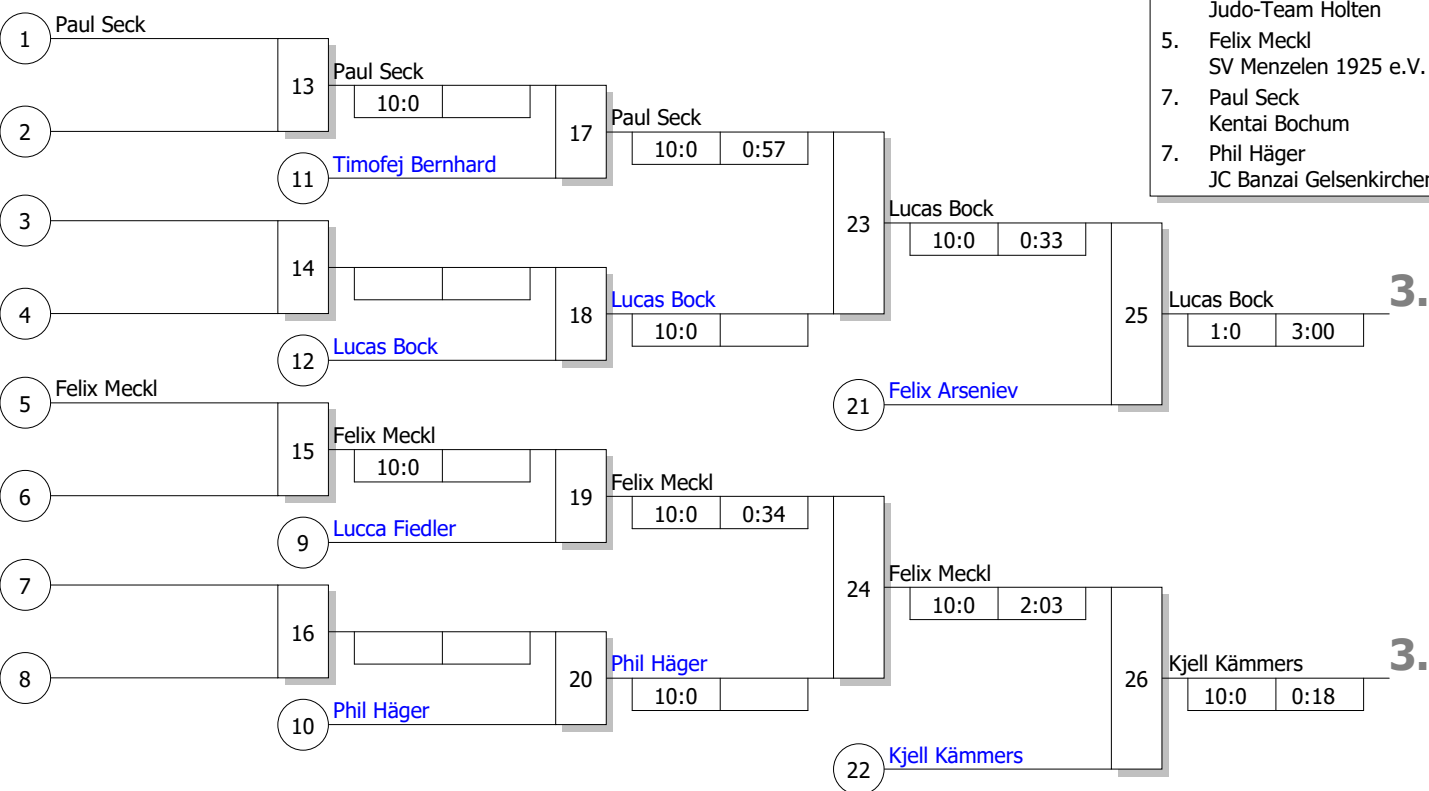 Judo-Team Holten
5. Felix Meckl
SV Menzelen 1925 e.V.
7. Paul Seck
Kentai Bochum
7. Phil Häger
JC Banzai Gelsenkirchen
1 Paul Seck
2
13 Paul Seck
10:0
11 Timofej Bernhard
17 Paul Seck
10:0 0:57
3
4
14
12 Lucas Bock
18 Lucas Bock
10:0
23 Lucas Bock
10:0 0:33
21 Felix Arseniev
25 Lucas Bock 3.
1:0 3:00
5 Felix Meckl
6
15 Felix Meckl
10:0
9 Lucca Fiedler
19 Felix Meckl
10:0 0:34
7
8
16
10 Phil Häger
20 Phil Häger
10:0
24 Felix Meckl
10:0 2:03
22 Kjell Kämmers
26 Kjell Kämmers 3.
10:0 0:18